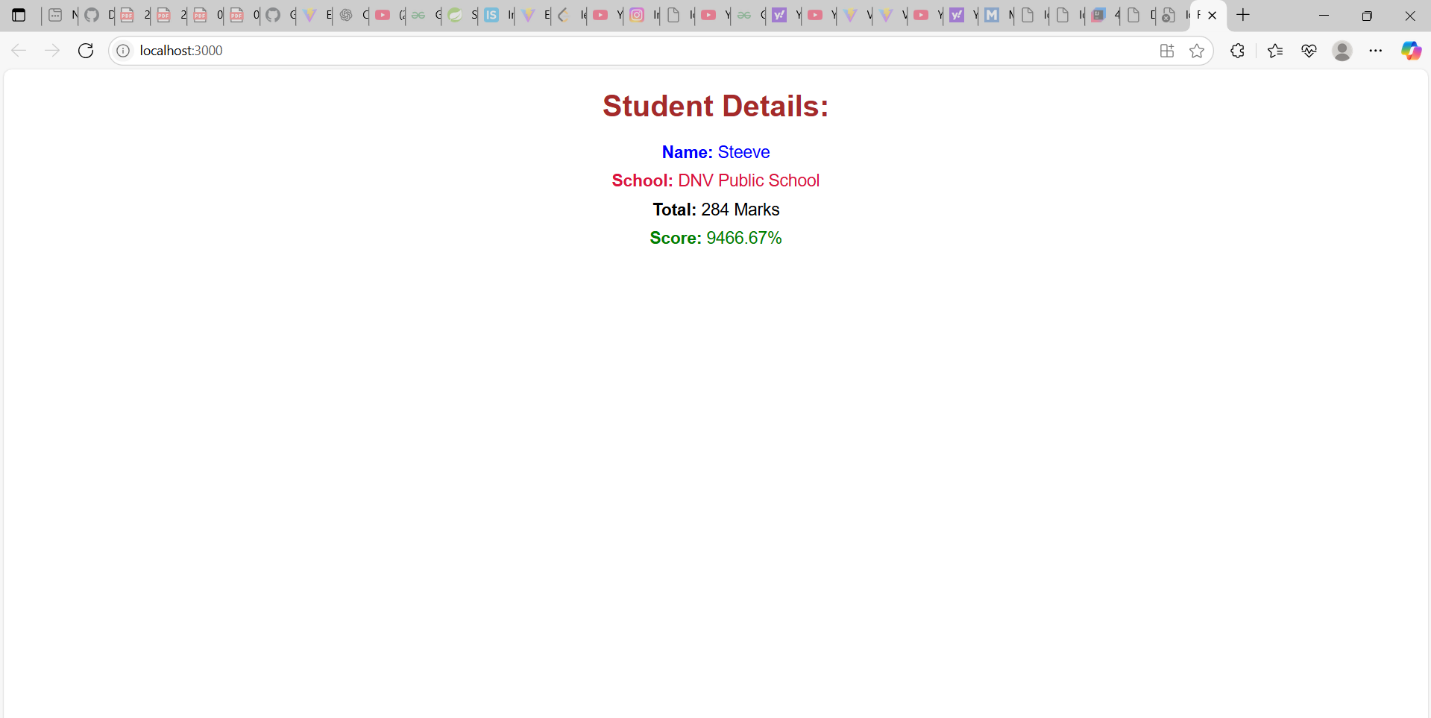 localhost:3000
Student Details:
Name: Steeve
School: DNV Public School
Total: 284 Marks
Score: 9466.67%